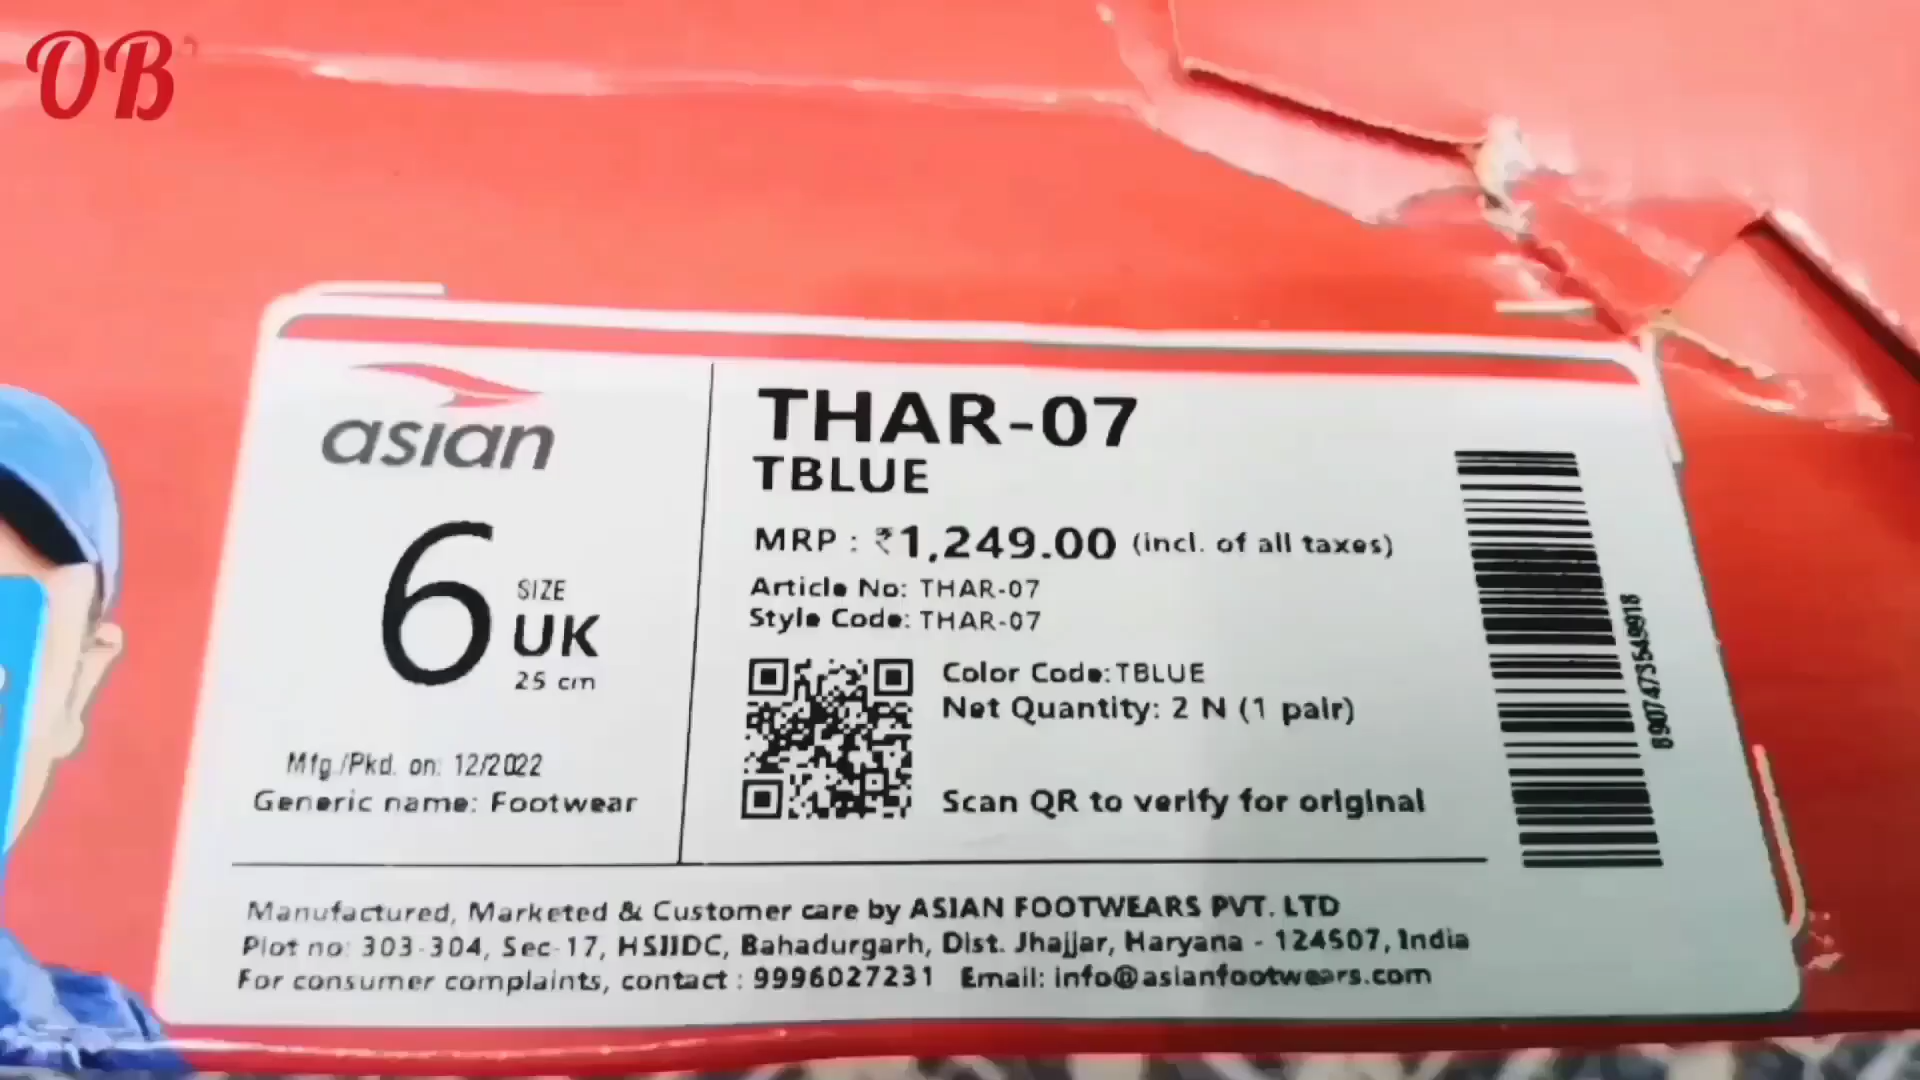 OB
asian
6 SIZE
UK
25 cm
Mfg./Pkd. on: 12/2022
Generic name: Footwear
THAR-07
TBLUE
MRP : ₹1,249.00 (incl. of all taxes)
Article No: THAR-07
Style Code: THAR-07
Color Code: TBLUE
Net Quantity: 2 N (1 pair)
Scan QR to verify for original
Manufactured, Marketed & Customer care by ASIAN FOOTWEARS PVT. LTD
Plot no: 303-304, Sec-17, HSIIDC, Bahadurgarh, Dist. Jhajjar, Haryana - 124507, India
For consumer complaints, contact : 9996027231 Email: info@asianfootwears.com